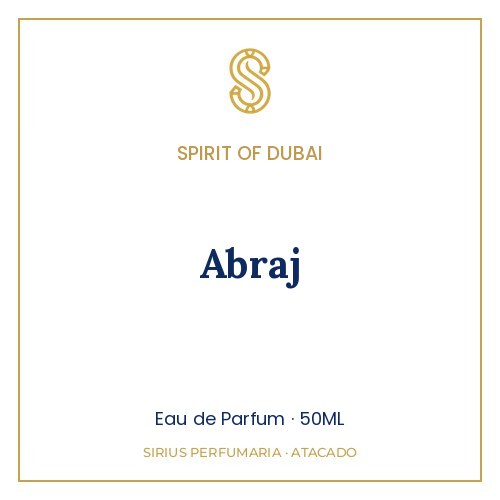 SPIRIT OF DUBAI
Abraj
Eau de Parfum · 50ML
SIRIUS PERFUMARIA · ATACADO